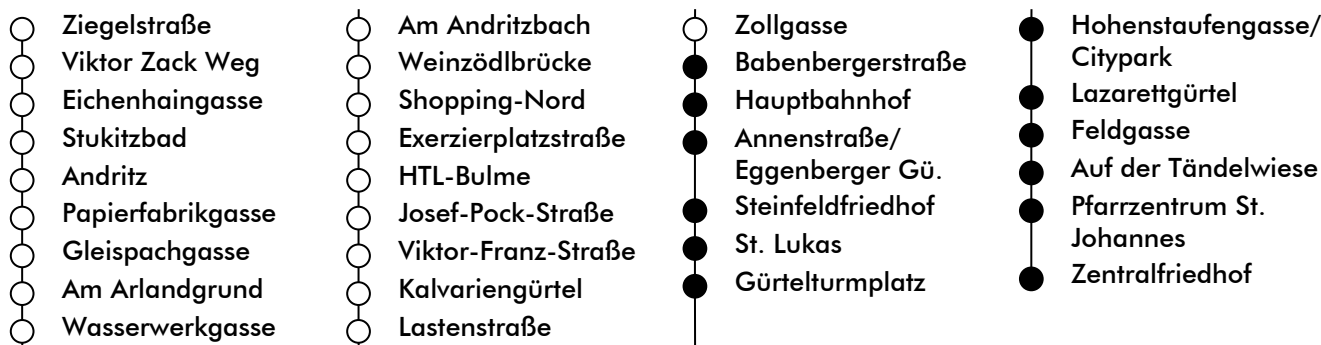 Ziegelstraße
Viktor Zack Weg
Eichenhaingasse
Stukitzbad
Andritz
Papierfabrikgasse
Gleispachgasse
Am Arlandgrund
Wasserwerkgasse
Am Andritzbach
Weinzödlbrücke
Shopping-Nord
Exerzierplatzstraße
HTL-Bulme
Josef-Pock-Straße
Viktor-Franz-Straße
Kalvariengürtel
Lastenstraße
Zollgasse
Babenbergerstraße
Hauptbahnhof
Annenstraße/
Eggenberger Gü.
Steinfeldfriedhof
St. Lukas
Gürtelturmplatz
Hohenstaufengasse/
Citypark
Lazarettgürtel
Feldgasse
Auf der Tändelwiese
Pfarrzentrum St.
Johannes
Zentralfriedhof